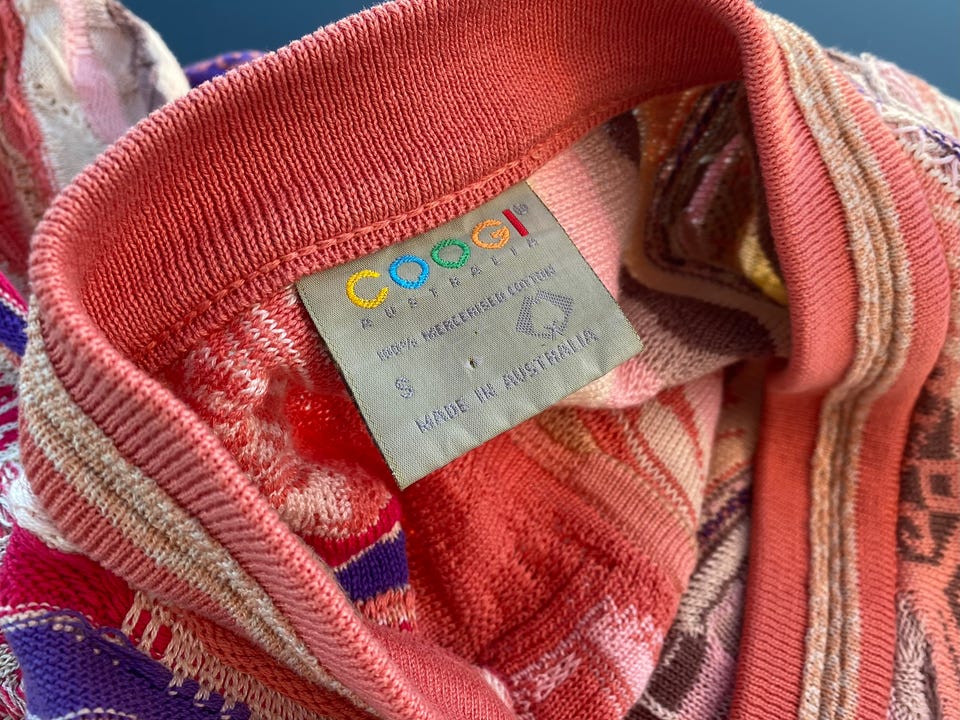 COOGI®
AUSTRALIA
100% MERCERISED COTTON
S
MADE IN AUSTRALIA